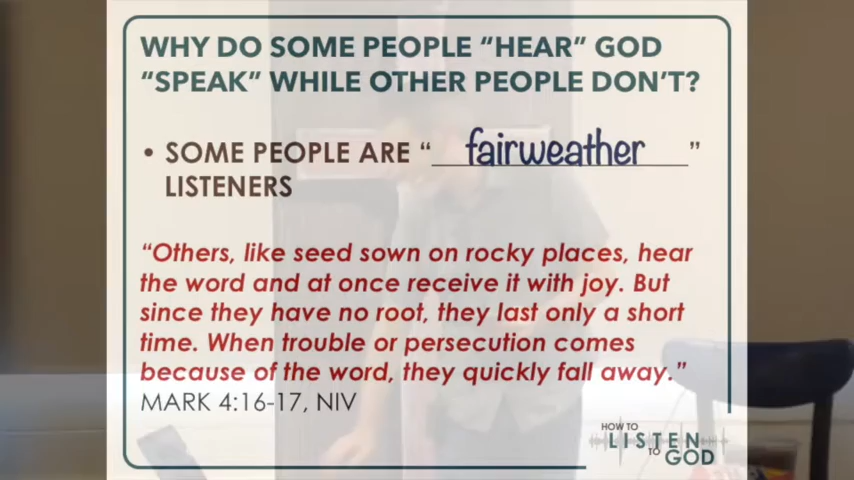 WHY DO SOME PEOPLE “HEAR” GOD
“SPEAK” WHILE OTHER PEOPLE DON’T?
• SOME PEOPLE ARE “ fairweather ”
LISTENERS
“Others, like seed sown on rocky places, hear
the word and at once receive it with joy. But
since they have no root, they last only a short
time. When trouble or persecution comes
because of the word, they quickly fall away.”
MARK 4:16-17, NIV
HOW TO
LISTEN
TO GOD